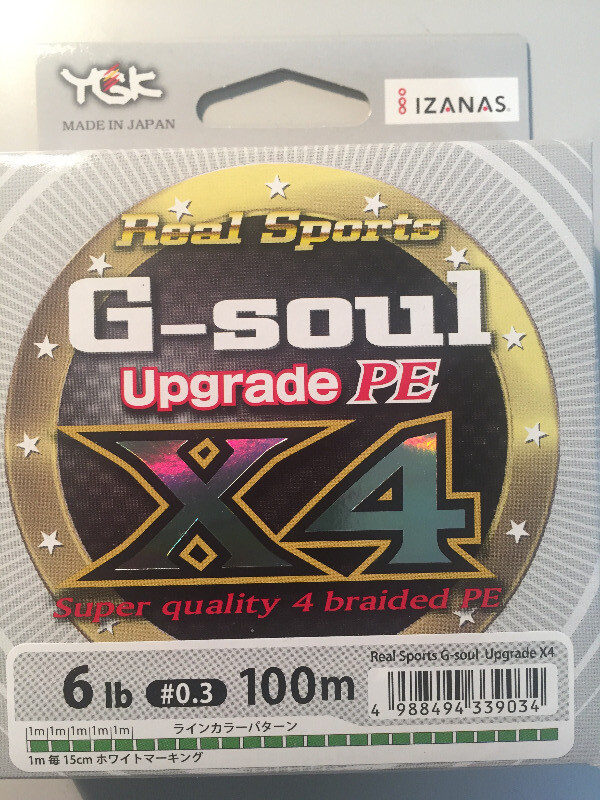 YGK
MADE IN JAPAN
IZANAS®
Real Sports
G-soul
Upgrade PE
X4
Super quality 4 braided PE
Real Sports G-soul Upgrade X4
6 lb #0.3 100m
4 988494 339034
1m 1m 1m 1m 1m ラインカラーパターン
1m 毎 15cm ホワイトマーキング